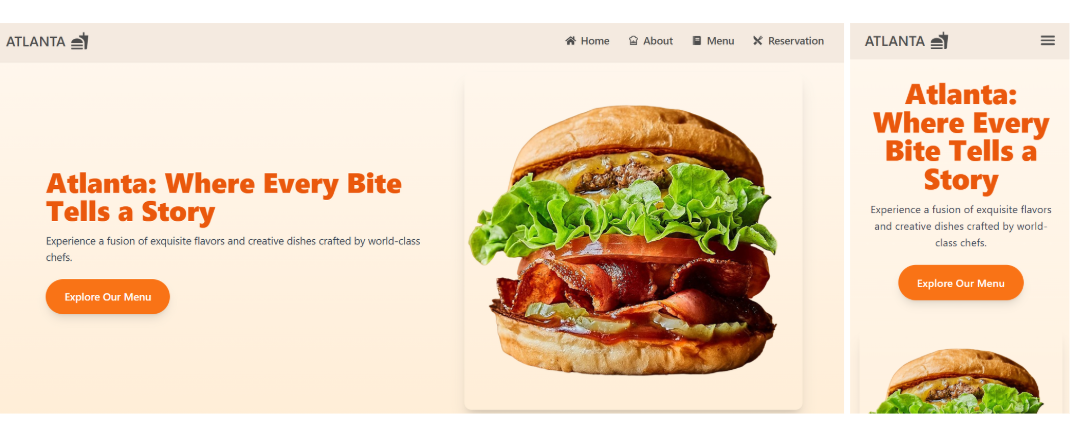 ATLANTA
Home About Menu Reservation
Atlanta: Where Every Bite
Tells a Story
Experience a fusion of exquisite flavors and creative dishes crafted by world-class
chefs.
Explore Our Menu
ATLANTA
Atlanta:
Where Every
Bite Tells a
Story
Experience a fusion of exquisite flavors
and creative dishes crafted by world-
class chefs.
Explore Our Menu